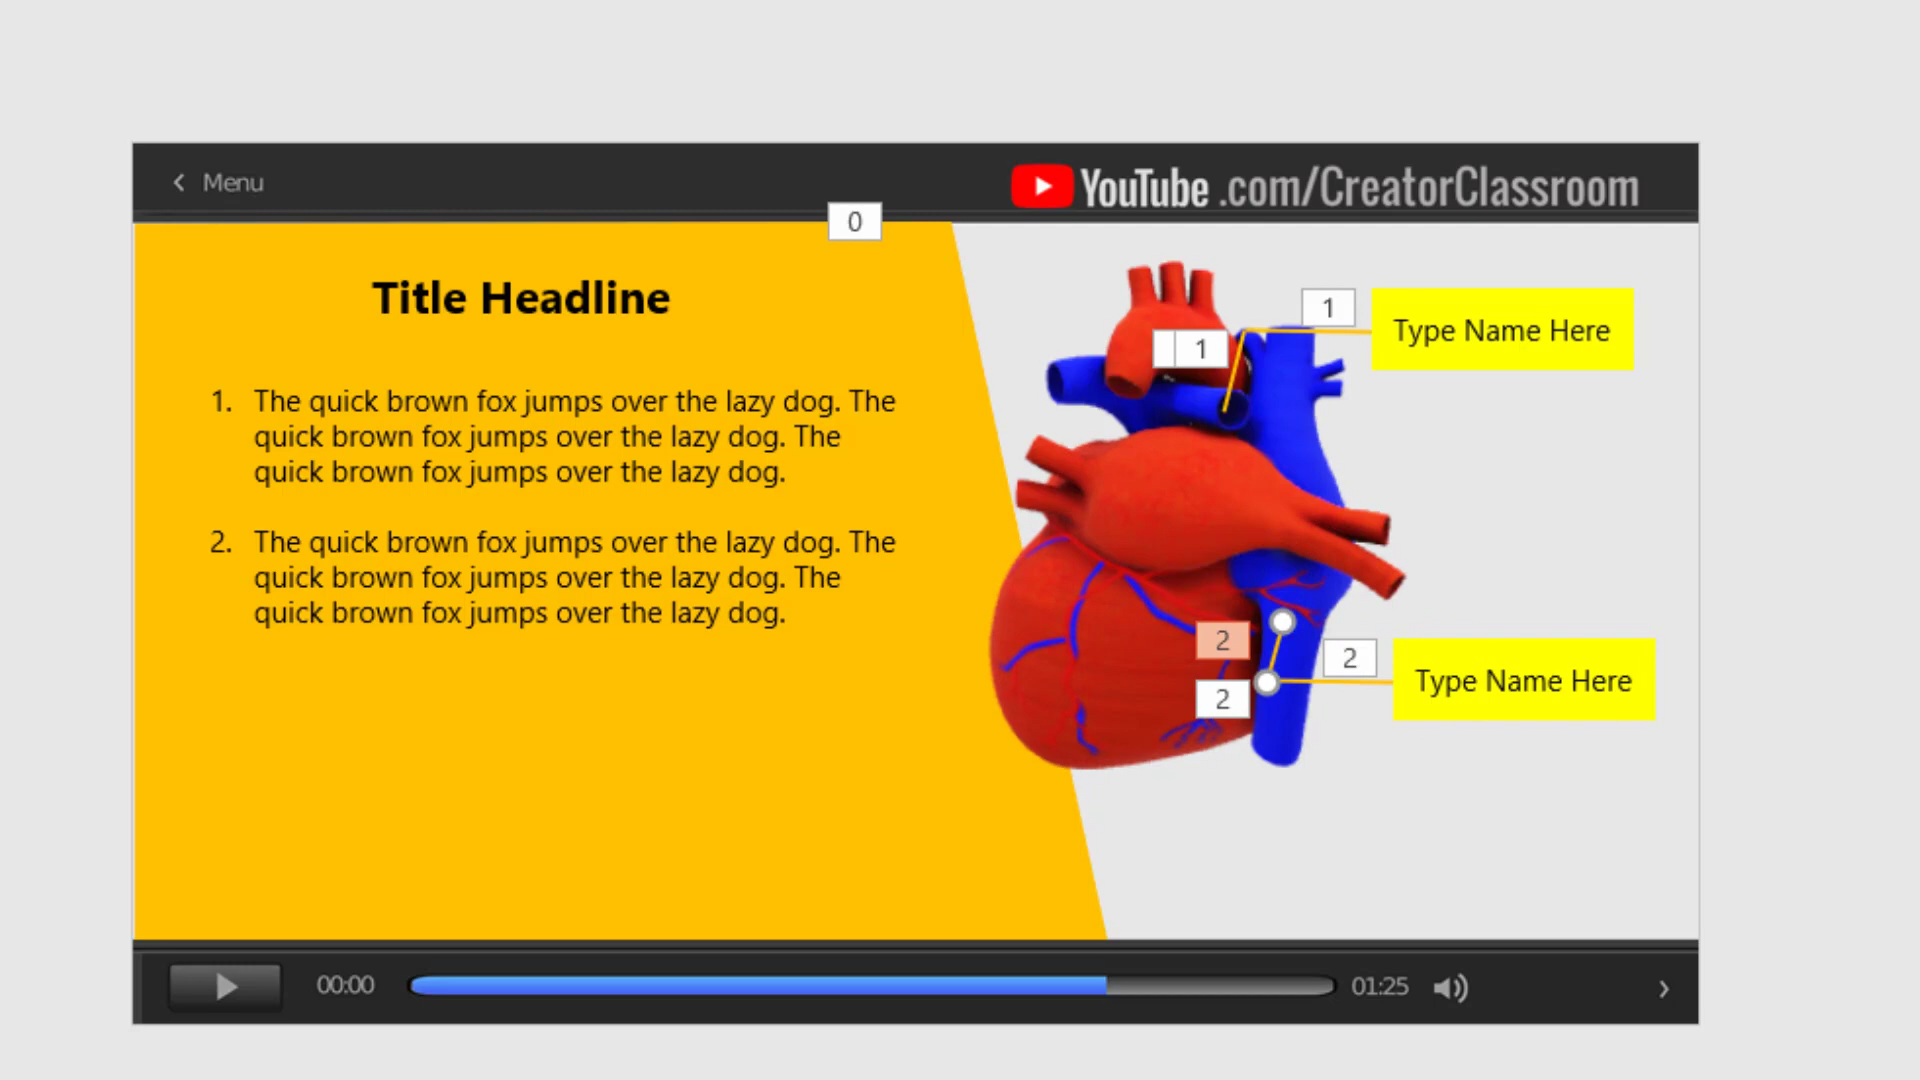 Menu
YouTube .com/CreatorClassroom
0
Title Headline
1. The quick brown fox jumps over the lazy dog. The
quick brown fox jumps over the lazy dog. The
quick brown fox jumps over the lazy dog.
2. The quick brown fox jumps over the lazy dog. The
quick brown fox jumps over the lazy dog. The
quick brown fox jumps over the lazy dog.
1
Type Name Here
1
2
2
Type Name Here
2
00:00
01:25